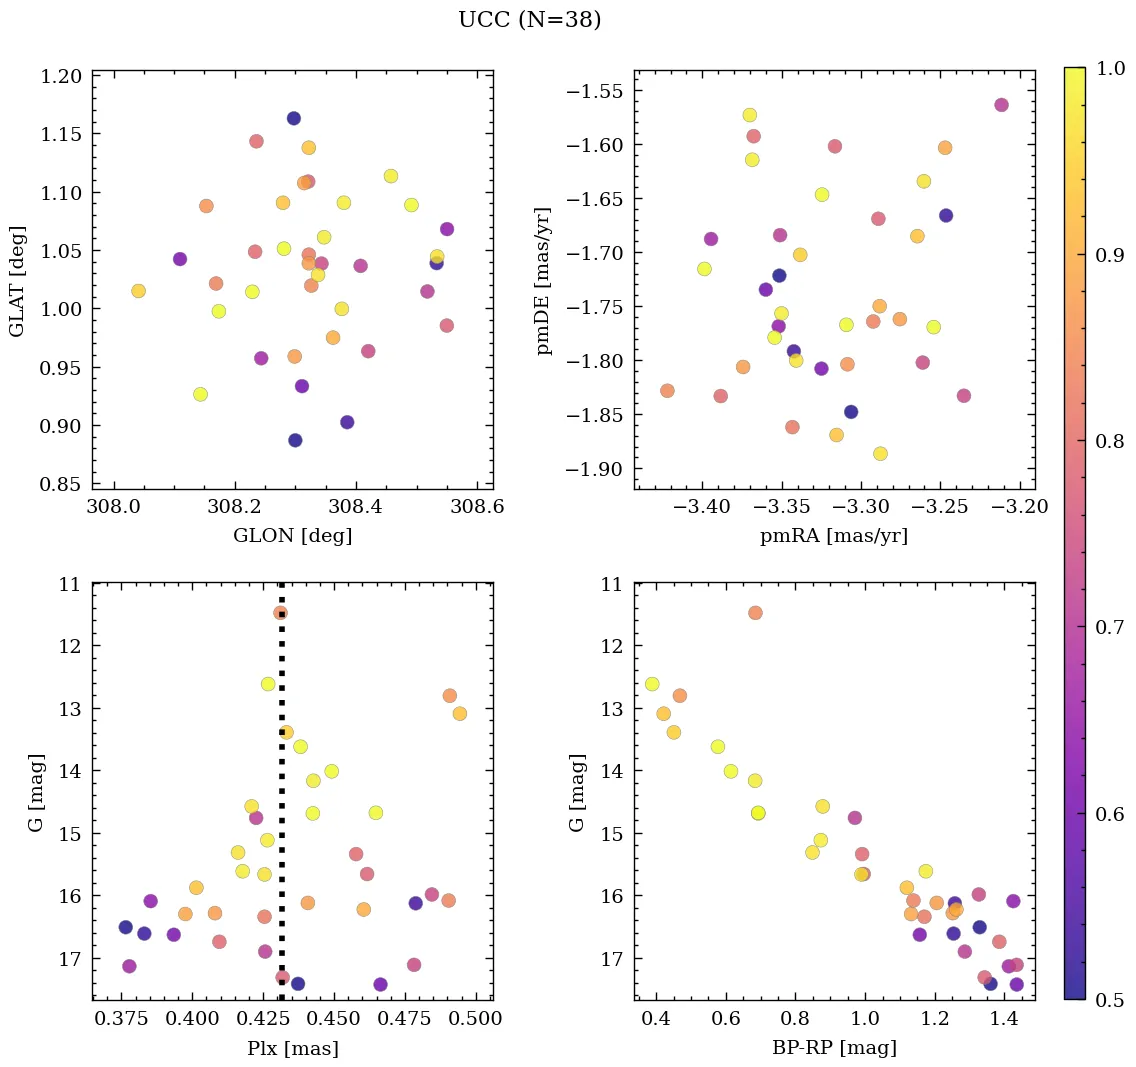 UCC (N=38)
1.20
1.15
1.10
1.05
1.00
0.95
0.90
0.85
GLAT [deg]
308.0 308.2 308.4 308.6
GLON [deg]
−1.55
−1.60
−1.65
−1.70
−1.75
−1.80
−1.85
−1.90
pmDE [mas/yr]
−3.40 −3.35 −3.30 −3.25 −3.20
pmRA [mas/yr]
11
12
13
14
15
16
17
G [mag]
0.375 0.400 0.425 0.450 0.475 0.500
Plx [mas]
11
12
13
14
15
16
17
G [mag]
0.4 0.6 0.8 1.0 1.2 1.4
BP-RP [mag]
1.0
0.9
0.8
0.7
0.6
0.5